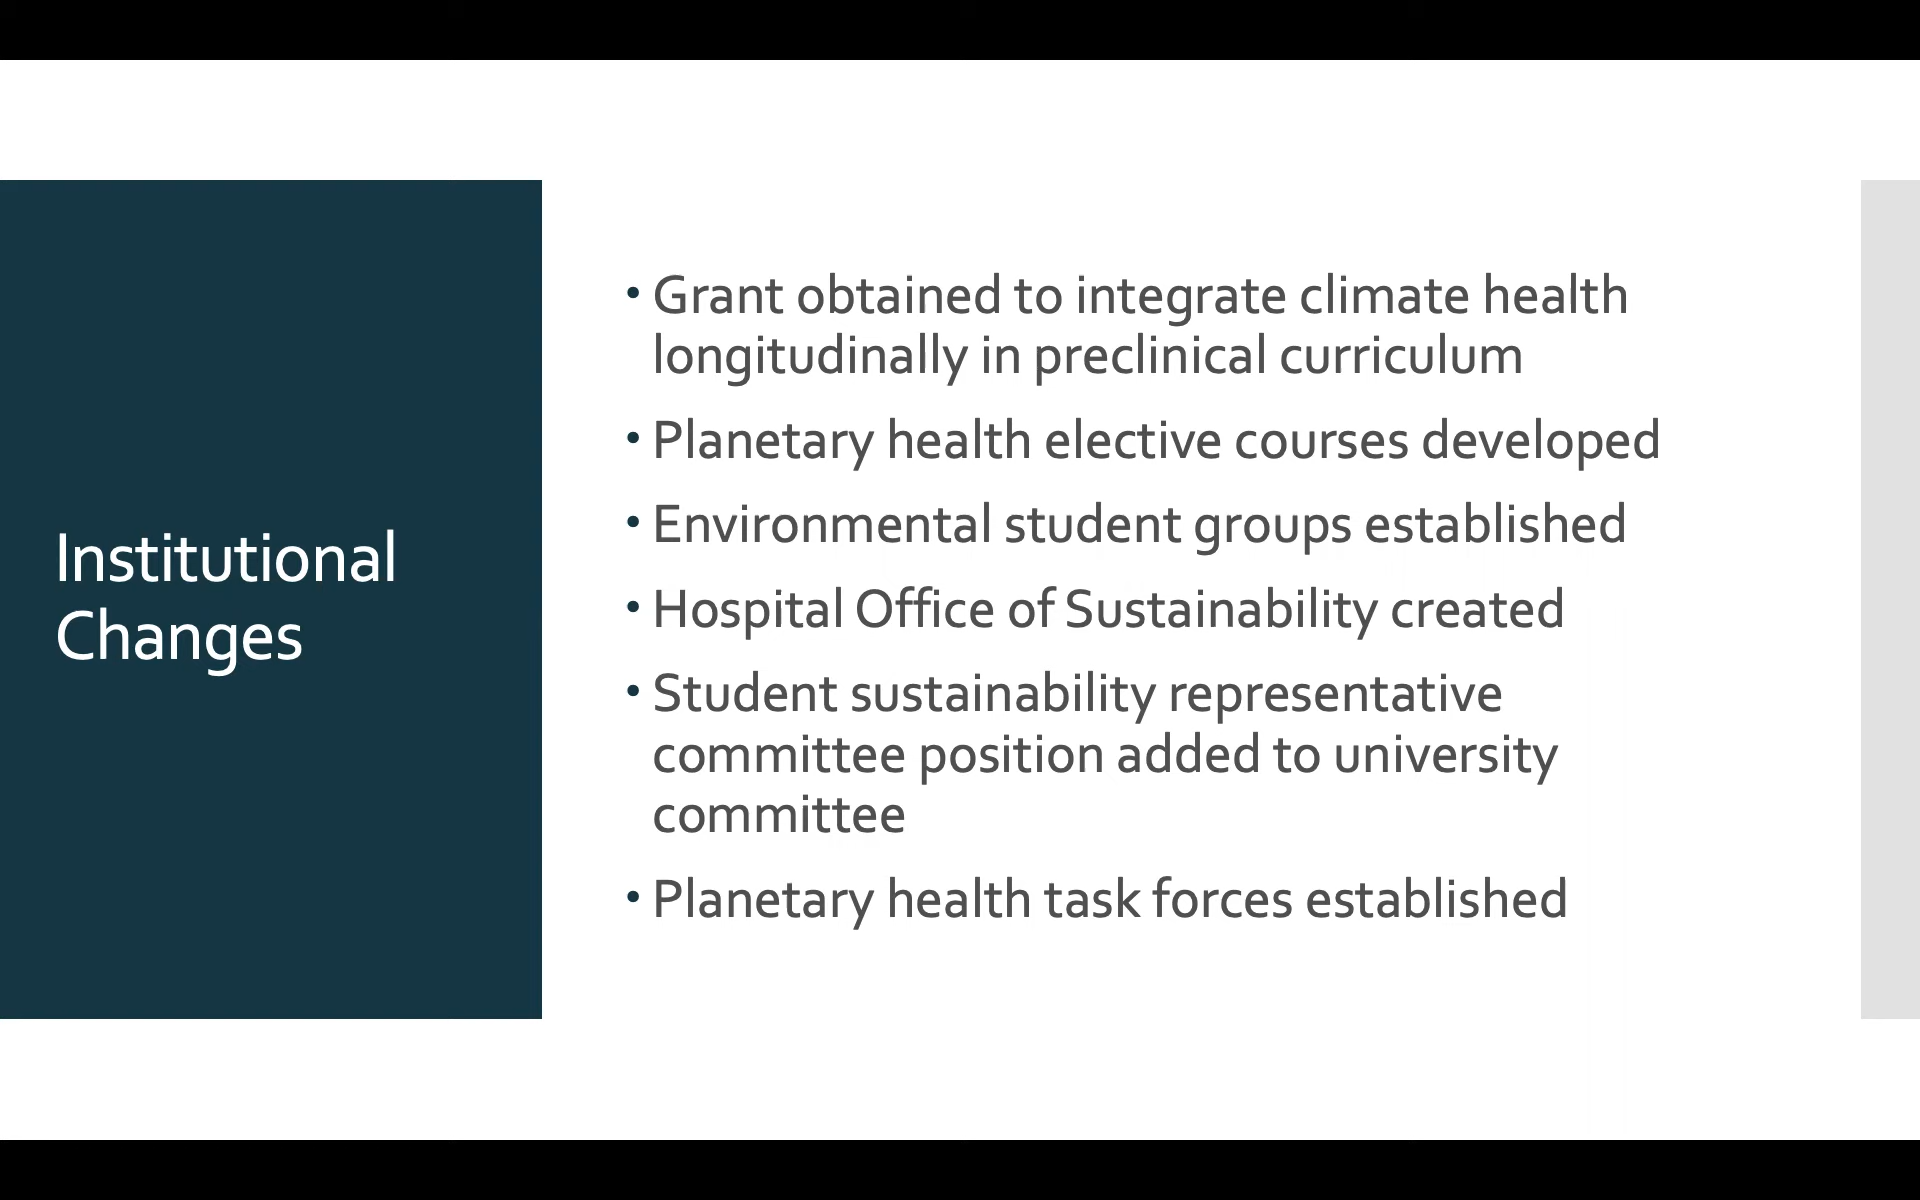 Institutional
Changes
• Grant obtained to integrate climate health
longitudinally in preclinical curriculum
• Planetary health elective courses developed
• Environmental student groups established
• Hospital Office of Sustainability created
• Student sustainability representative
committee position added to university
committee
• Planetary health task forces established